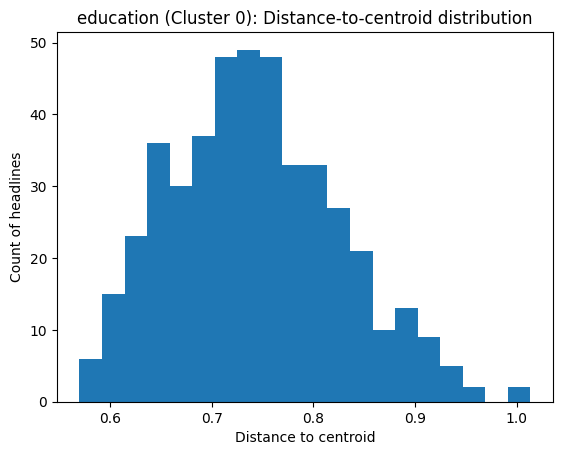 education (Cluster 0): Distance-to-centroid distribution
Count of headlines
50
40
30
20
10
0
0.6 0.7 0.8 0.9 1.0
Distance to centroid